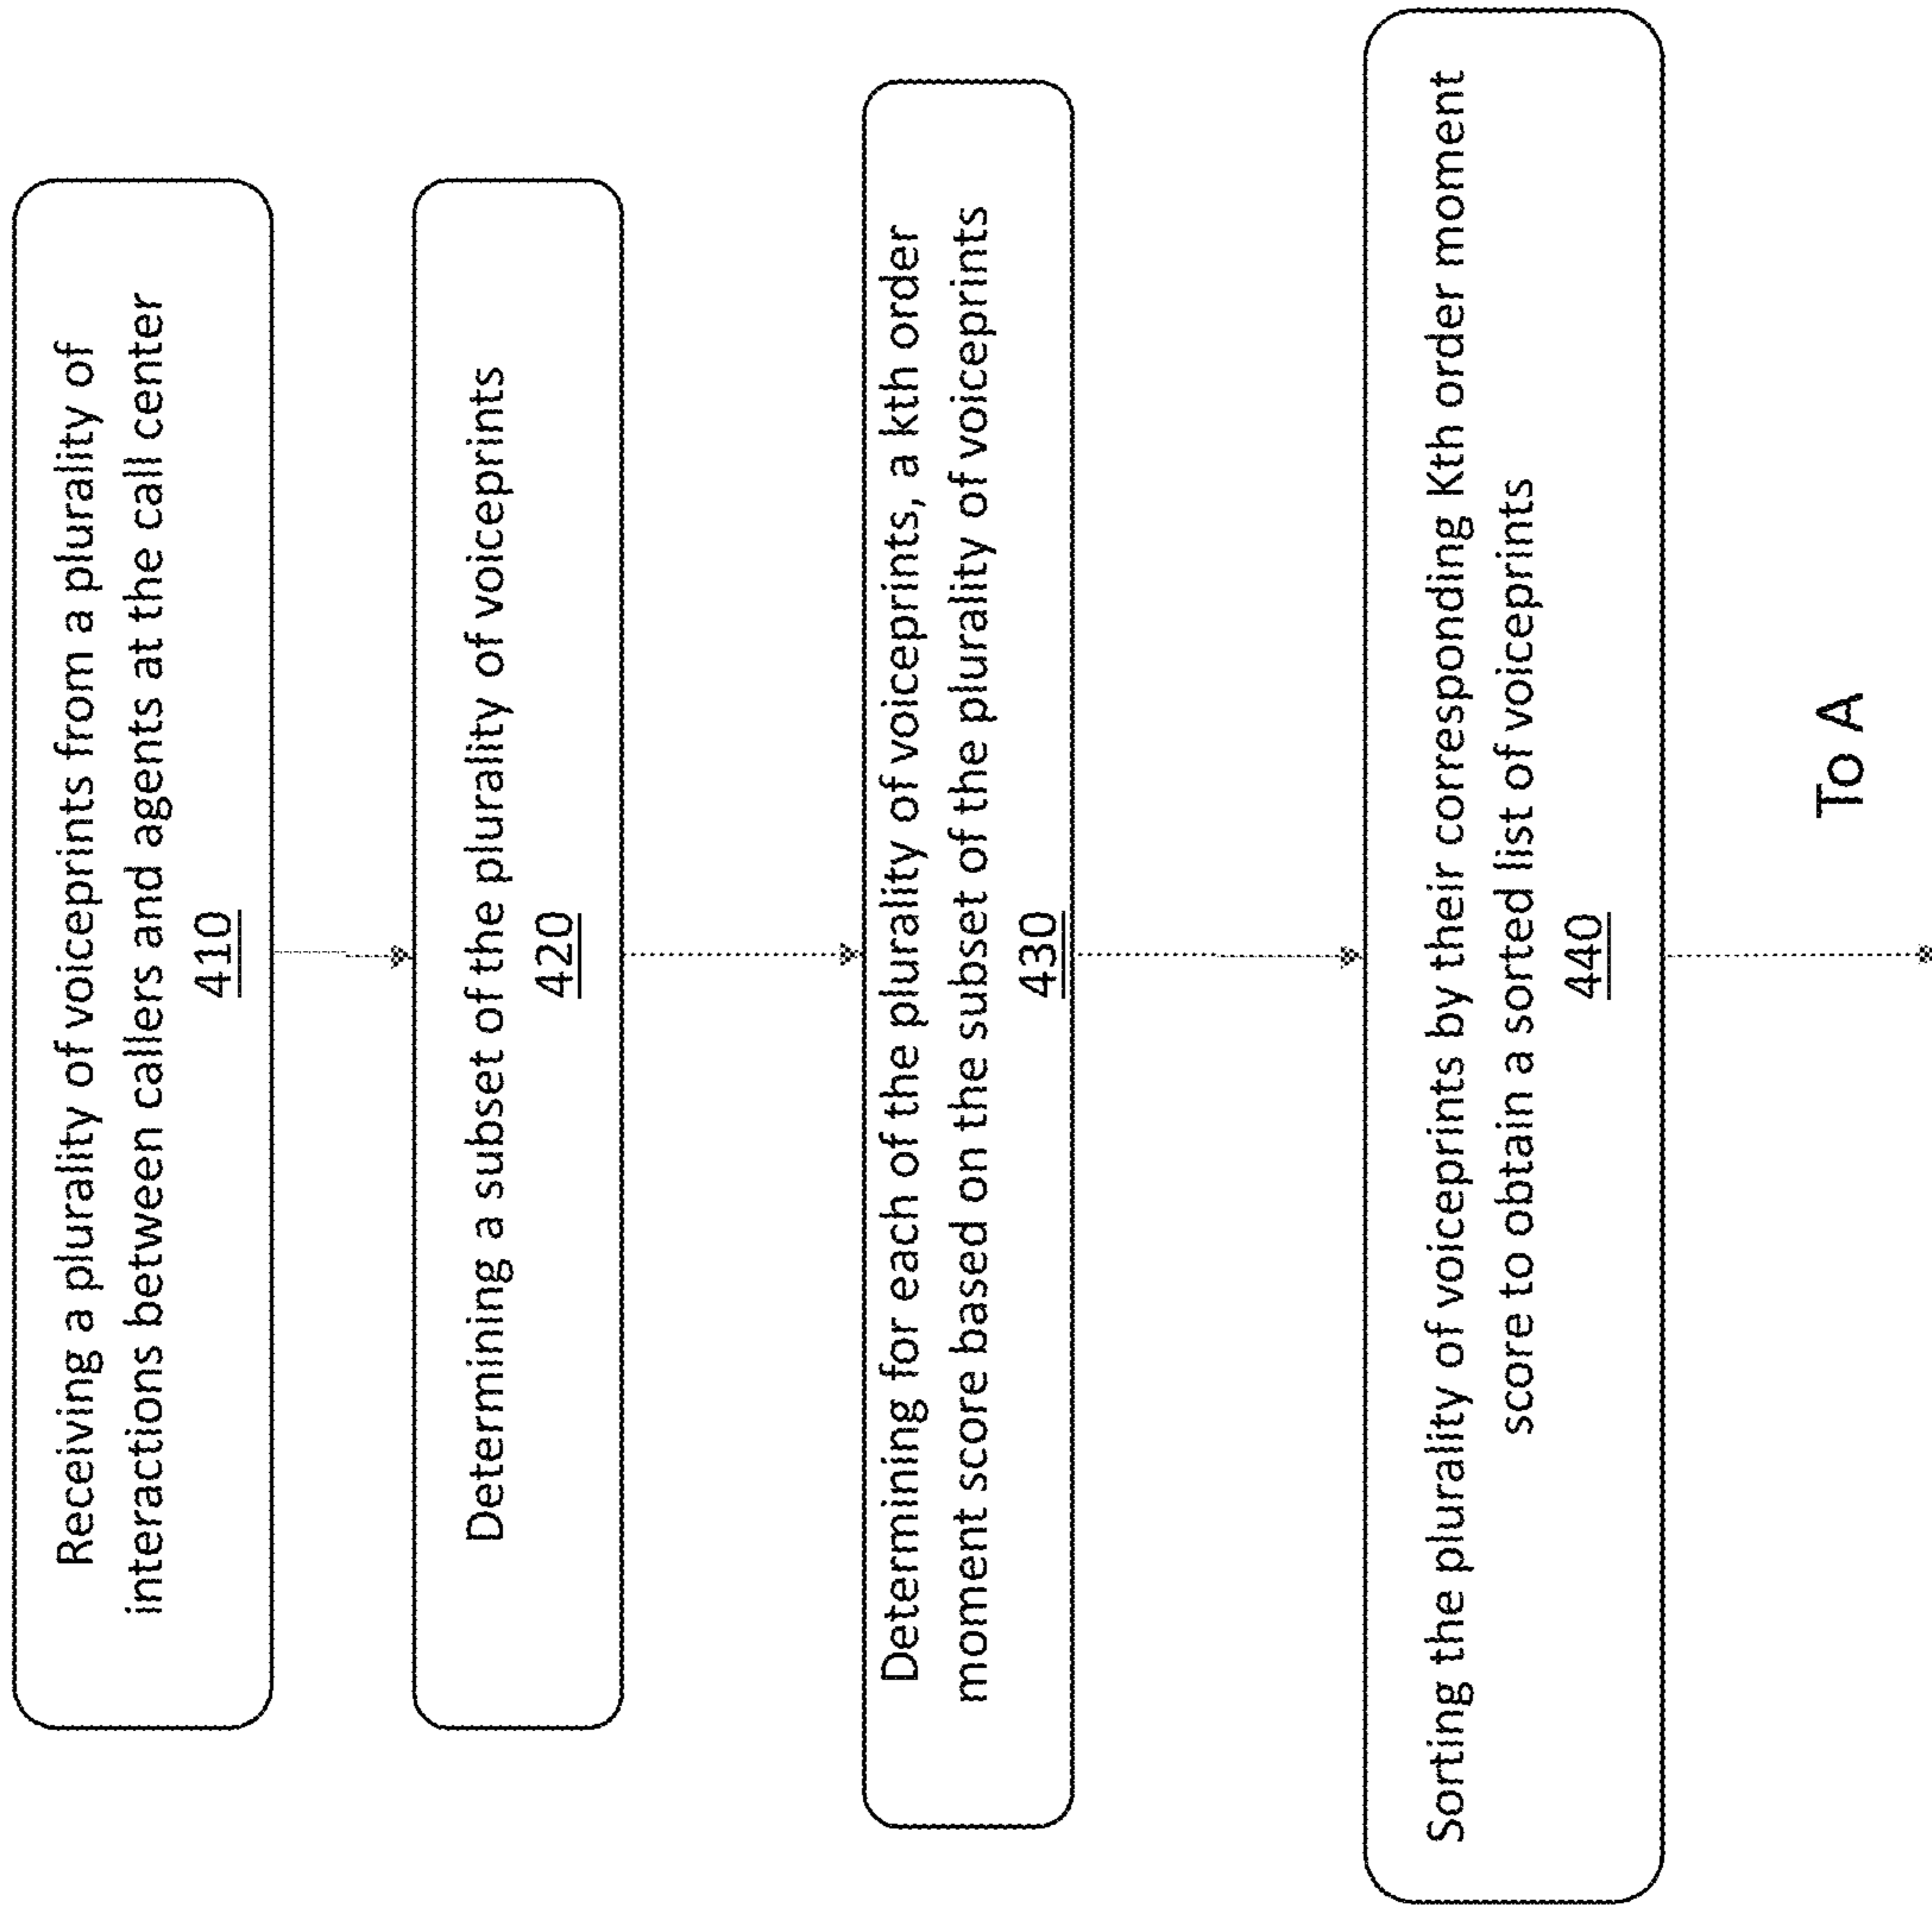 Receiving a plurality of voiceprints from a plurality of
interactions between callers and agents at the call center
410
Determining a subset of the plurality of voiceprints
420
Determining for each of the plurality of voiceprints, a kth order
moment score based on the subset of the plurality of voiceprints
430
Sorting the plurality of voiceprints by their corresponding Kth order moment
score to obtain a sorted list of voiceprints
440
To A